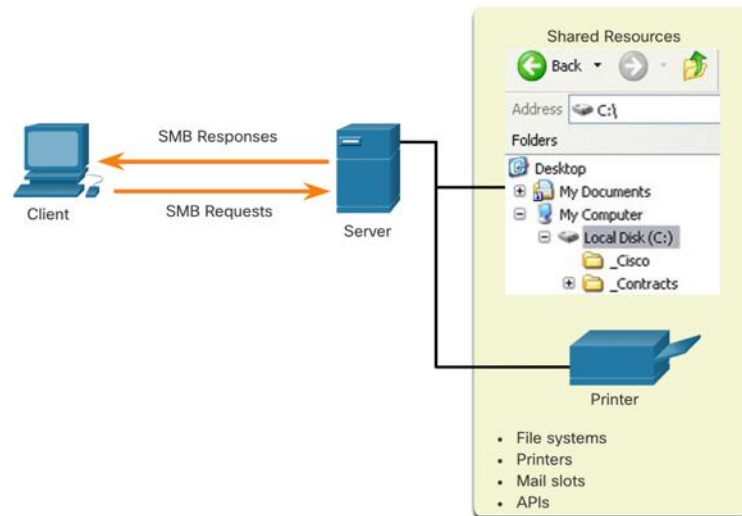 Shared Resources
Back
Address C:\
Folders
Desktop
My Documents
My Computer
Local Disk (C:)
_Cisco
_Contracts
SMB Responses
SMB Requests
Client
Server
Printer
• File systems
• Printers
• Mail slots
• APIs